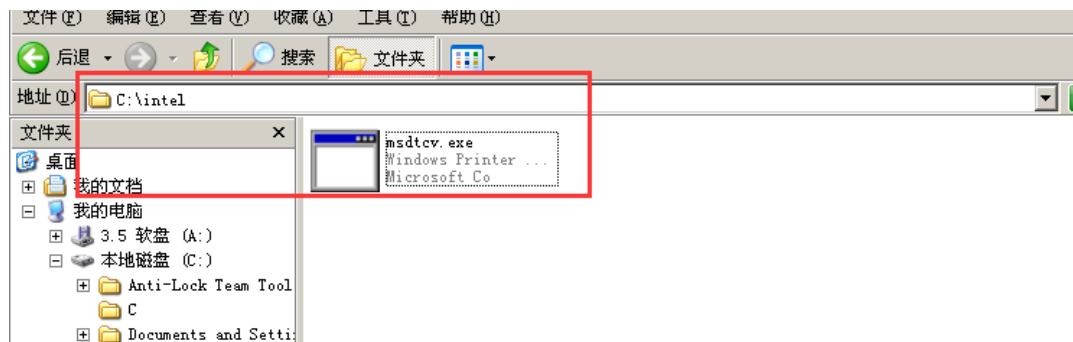 文件(F) 编辑(E) 查看(V) 收藏(A) 工具(T) 帮助(H)
后退 搜索 文件夹
地址(D) C:\intel
文件夹
msdtcv.exe
Windows Printer ...
Microsoft Co
桌面
我的文档
我的电脑
3.5 软盘 (A:)
本地磁盘 (C:)
Anti-Lock Team Tool
C
Documents and Setti